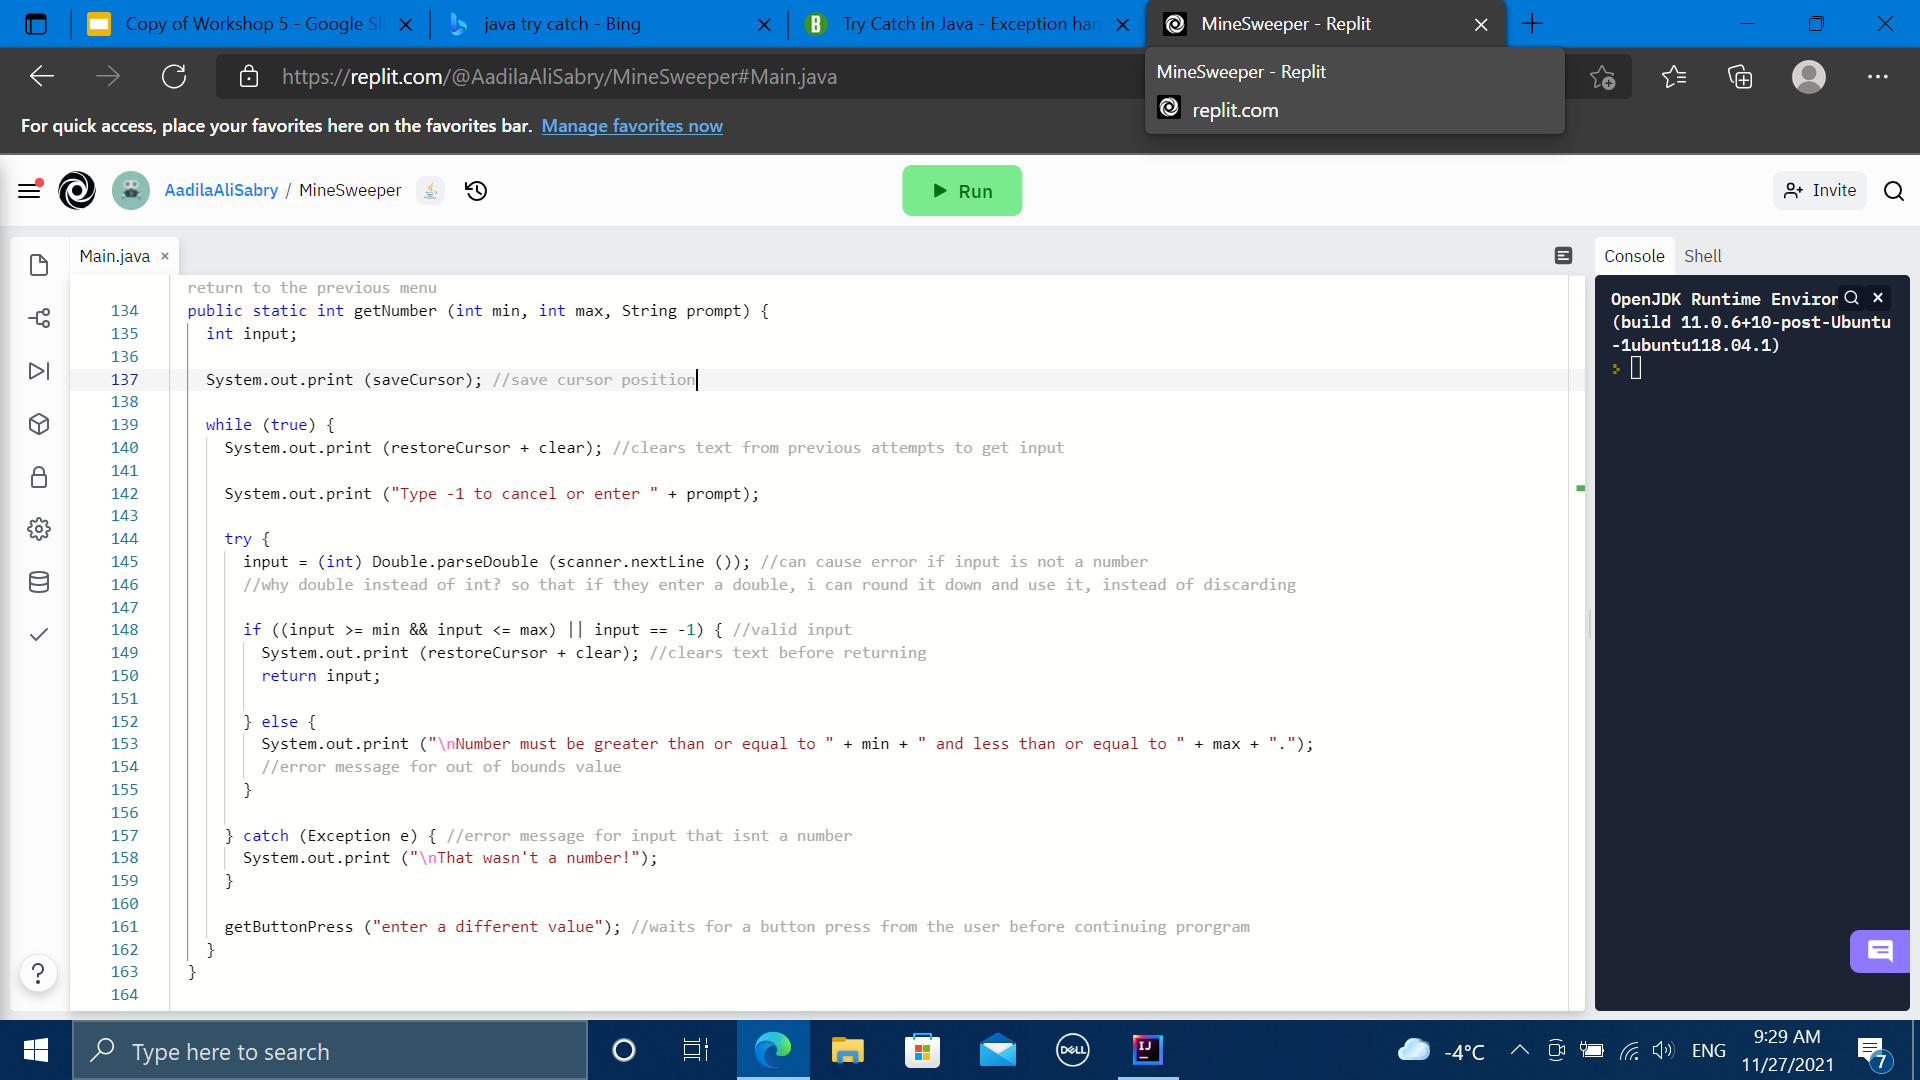 Copy of Workshop 5 - Google Sli
java try catch - Bing
Try Catch in Java - Exception han
MineSweeper - Replit
https://replit.com/@AadilaAliSabry/MineSweeper#Main.java
MineSweeper - Replit
replit.com
For quick access, place your favorites here on the favorites bar. Manage favorites now
AadilaAliSabry / MineSweeper
Run
Invite
Main.java
Console
Shell
return to the previous menu
134 public static int getNumber (int min, int max, String prompt) {
135 int input;
136
137 System.out.print (saveCursor); //save cursor position
138
139 while (true) {
140 System.out.print (restoreCursor + clear); //clears text from previous attempts to get input
141
142 System.out.print ("Type -1 to cancel or enter " + prompt);
143
144 try {
145 input = (int) Double.parseDouble (scanner.nextLine ()); //can cause error if input is not a number
146 //why double instead of int? so that if they enter a double, i can round it down and use it, instead of discarding
147
148 if ((input >= min && input <= max) || input == -1) { //valid input
149 System.out.print (restoreCursor + clear); //clears text before returning
150 return input;
151
152 } else {
153 System.out.print ("\nNumber must be greater than or equal to " + min + " and less than or equal to " + max + ".");
154 //error message for out of bounds value
155 }
156
157 } catch (Exception e) { //error message for input that isnt a number
158 System.out.print ("\nThat wasn't a number!");
159 }
160
161 getButtonPress ("enter a different value"); //waits for a button press from the user before continuing prorgram
162 }
163 }
164
OpenJDK Runtime Environ
(build 11.0.6+10-post-Ubuntu
-1ubuntu118.04.1)
?
Type here to search
DELL
IJ
-4°C
ENG
9:29 AM
11/27/2021
7